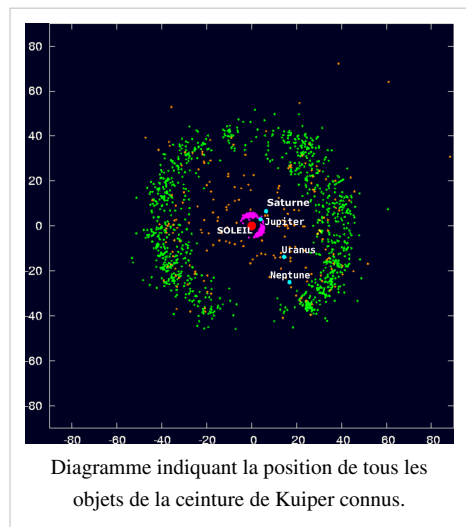 80
60
40
20
0
-20
-40
-60
-80
Saturne
Jupiter
SOLEIL
Uranus
Neptune
-80 -60 -40 -20 0 20 40 60 80
Diagramme indiquant la position de tous les
objets de la ceinture de Kuiper connus.